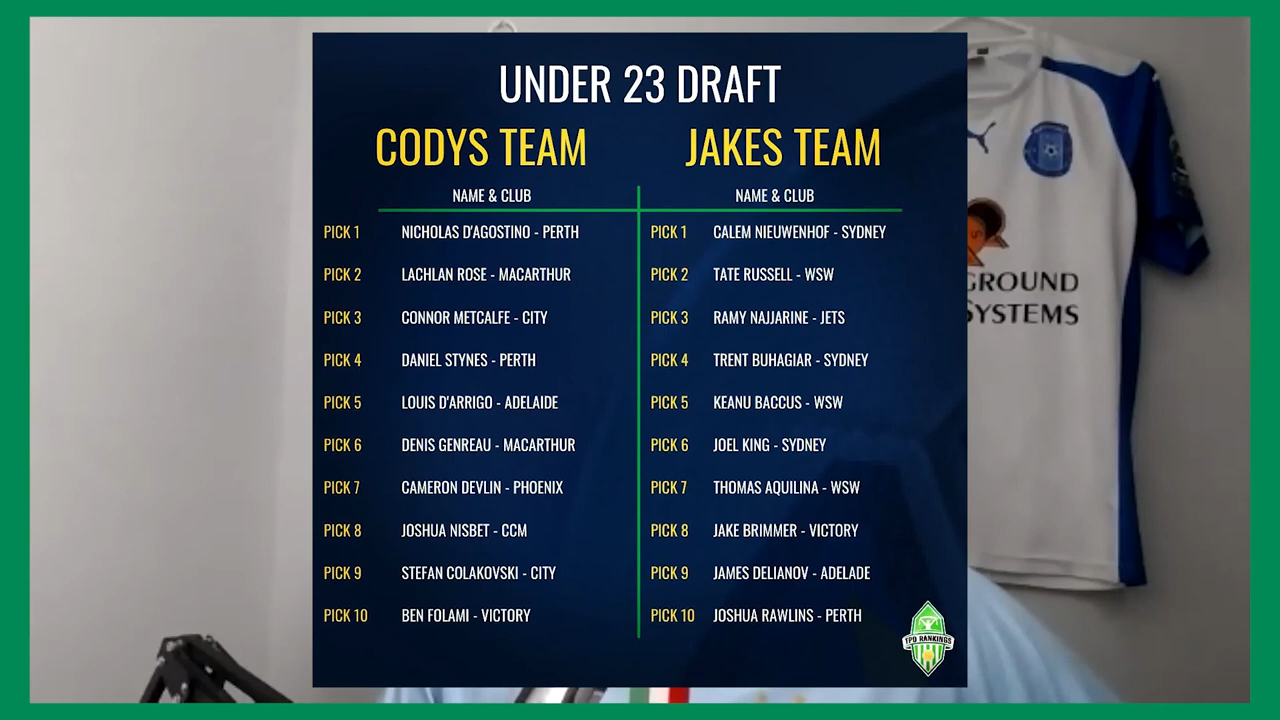 UNDER 23 DRAFT
CODYS TEAM
JAKES TEAM
NAME & CLUB
NAME & CLUB
PICK 1 NICHOLAS D'AGOSTINO - PERTH
PICK 1 CALEM NIEUWENHOF - SYDNEY
PICK 2 LACHLAN ROSE - MACARTHUR
PICK 2 TATE RUSSELL - WSW
PICK 3 CONNOR METCALFE - CITY
PICK 3 RAMY NAJJARINE - JETS
PICK 4 DANIEL STYNES - PERTH
PICK 4 TRENT BUHAGIAR - SYDNEY
PICK 5 LOUIS D'ARRIGO - ADELAIDE
PICK 5 KEANU BACCUS - WSW
PICK 6 DENIS GENREAU - MACARTHUR
PICK 6 JOEL KING - SYDNEY
PICK 7 CAMERON DEVLIN - PHOENIX
PICK 7 THOMAS AQUILINA - WSW
PICK 8 JOSHUA NISBET - CCM
PICK 8 JAKE BRIMMER - VICTORY
PICK 9 STEFAN COLAKOVSKI - CITY
PICK 9 JAMES DELIANOV - ADELADE
PICK 10 BEN FOLAMI - VICTORY
PICK 10 JOSHUA RAWLINS - PERTH
FPD RANKINGS
GROUND
SYSTEMS